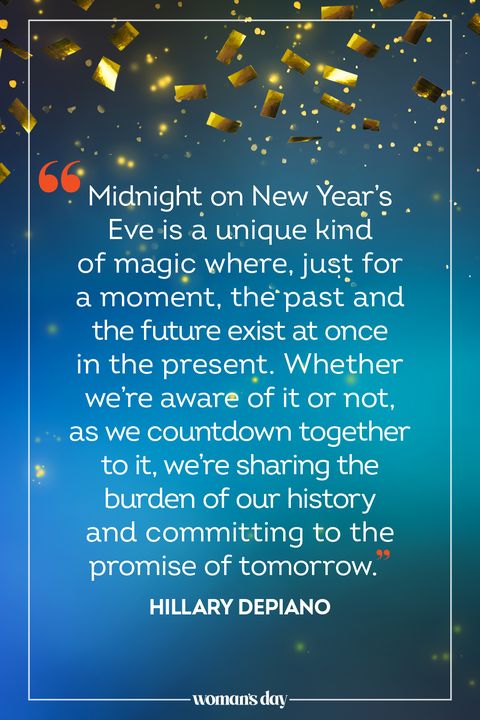 “Midnight on New Year’s
Eve is a unique kind
of magic where, just for
a moment, the past and
the future exist at once
in the present. Whether
we’re aware of it or not,
as we countdown together
to it, we’re sharing the
burden of our history
and committing to the
promise of tomorrow.”
HILLARY DEPIANO
woman’s day